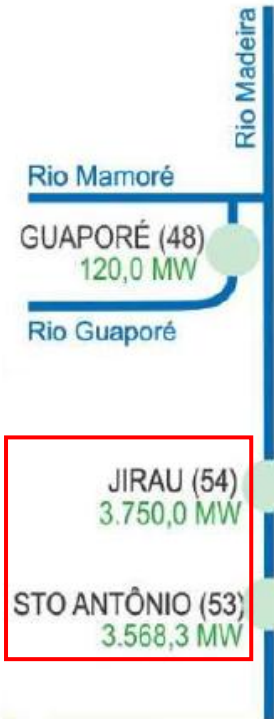 Rio Madeira
Rio Mamoré
GUAPORÉ (48)
120,0 MW
Rio Guaporé
JIRAU (54)
3.750,0 MW
STO ANTÔNIO (53)
3.568,3 MW